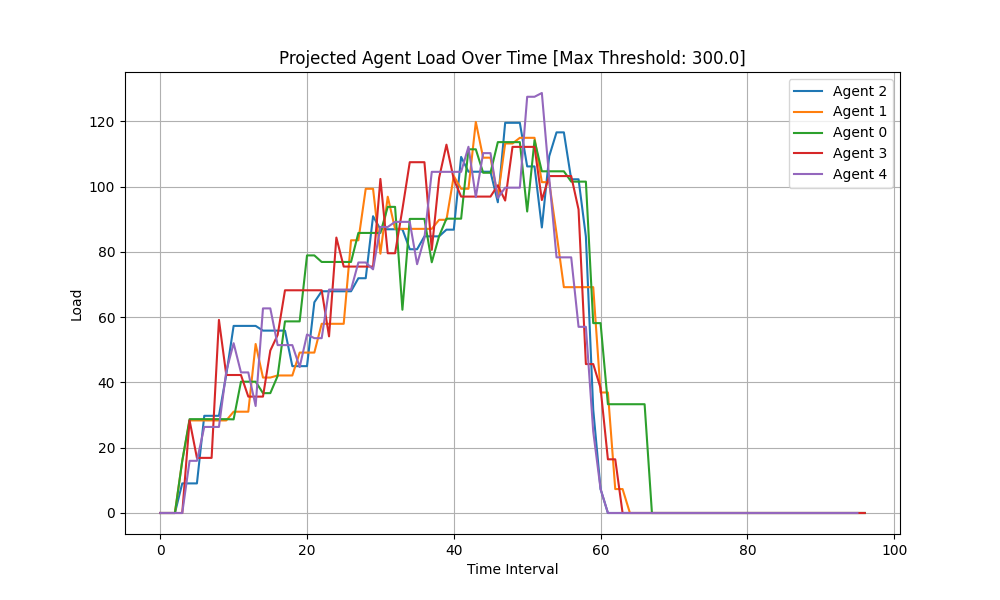 Projected Agent Load Over Time [Max Threshold: 300.0]
Agent 2
Agent 1
Agent 0
Agent 3
Agent 4
Load
120
100
80
60
40
20
0
0 20 40 60 80 100
Time Interval